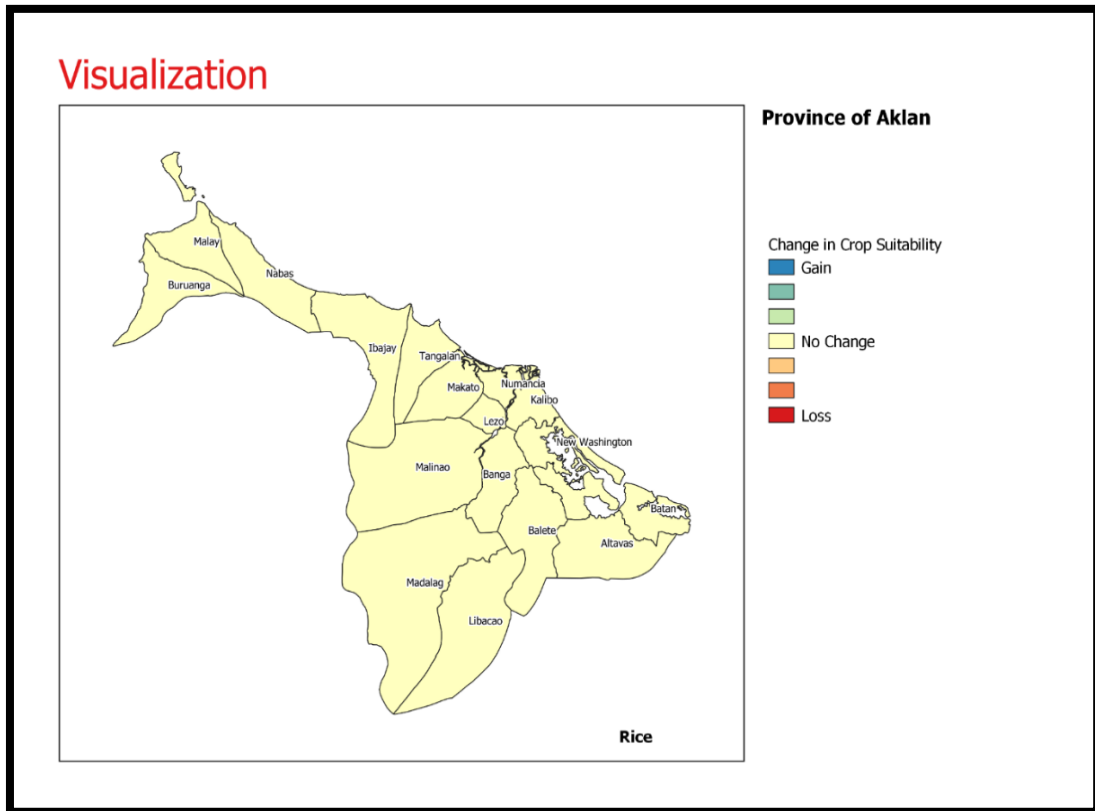 Visualization
Province of Aklan
Change in Crop Suitability
Gain
No Change
Loss
Malay
Nabas
Buruanga
Ibajay
Tangalan
Makato
Numancia
Kalibo
Lezo
New Washington
Malinao
Banga
Batan
Balete
Altavas
Madalag
Libacao
Rice